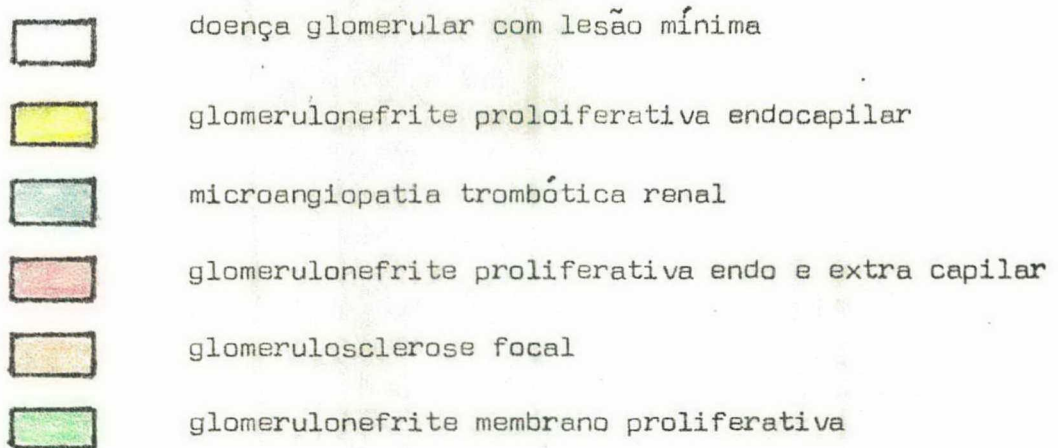 doença glomerular com lesão mínima
glomerulonefrite proloiferativa endocapilar
microangiopatia trombótica renal
glomerulonefrite proliferativa endo e extra capilar
glomerulosclerose focal
glomerulonefrite membrano proliferativa